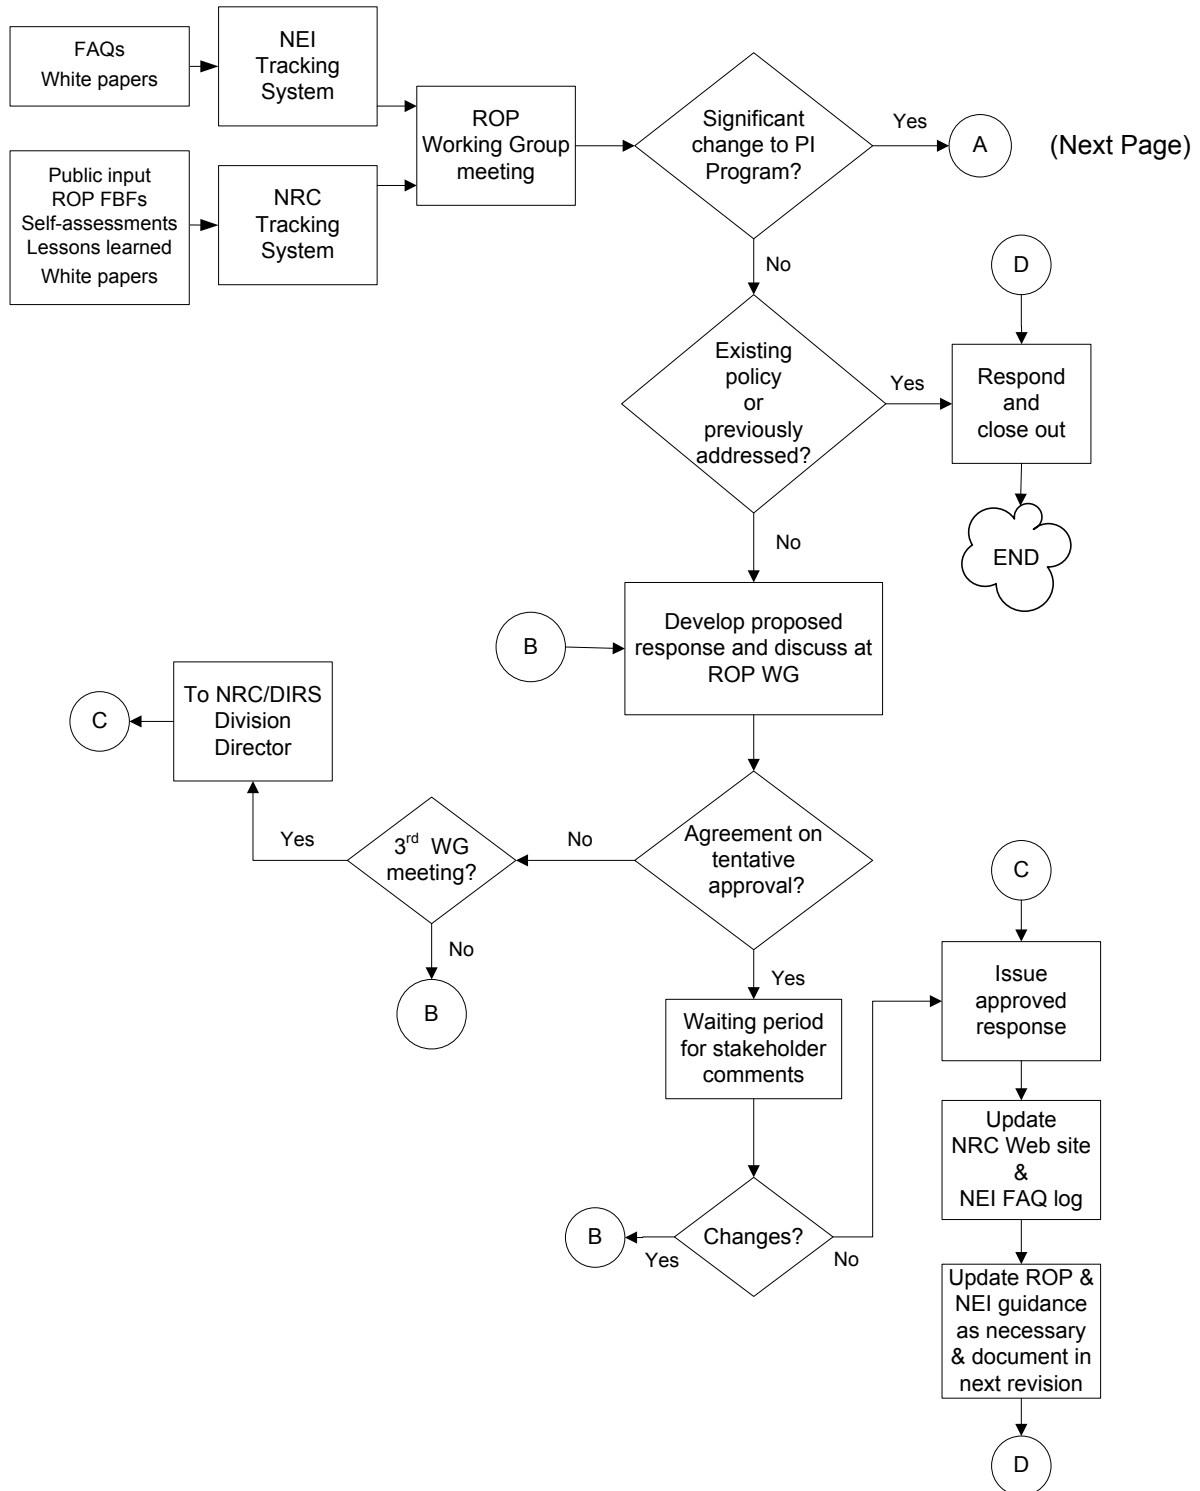 FAQs
White papers
NEI
Tracking
System
Public input
ROP FBFs
Self-assessments
Lessons learned
White papers
NRC
Tracking
System
ROP
Working Group
meeting
Significant
change to PI
Program?
Yes
A
(Next Page)
No
Existing
policy
or
previously
addressed?
Yes
D
Respond
and
close out
END
No
B
Develop proposed
response and discuss at
ROP WG
Agreement on
tentative
approval?
No
3rd WG
meeting?
Yes
To NRC/DIRS
Division
Director
C
No
B
Yes
Waiting period
for stakeholder
comments
Changes?
Yes
B
No
C
Issue
approved
response
Update
NRC Web site
&
NEI FAQ log
Update ROP &
NEI guidance
as necessary
& document in
next revision
D